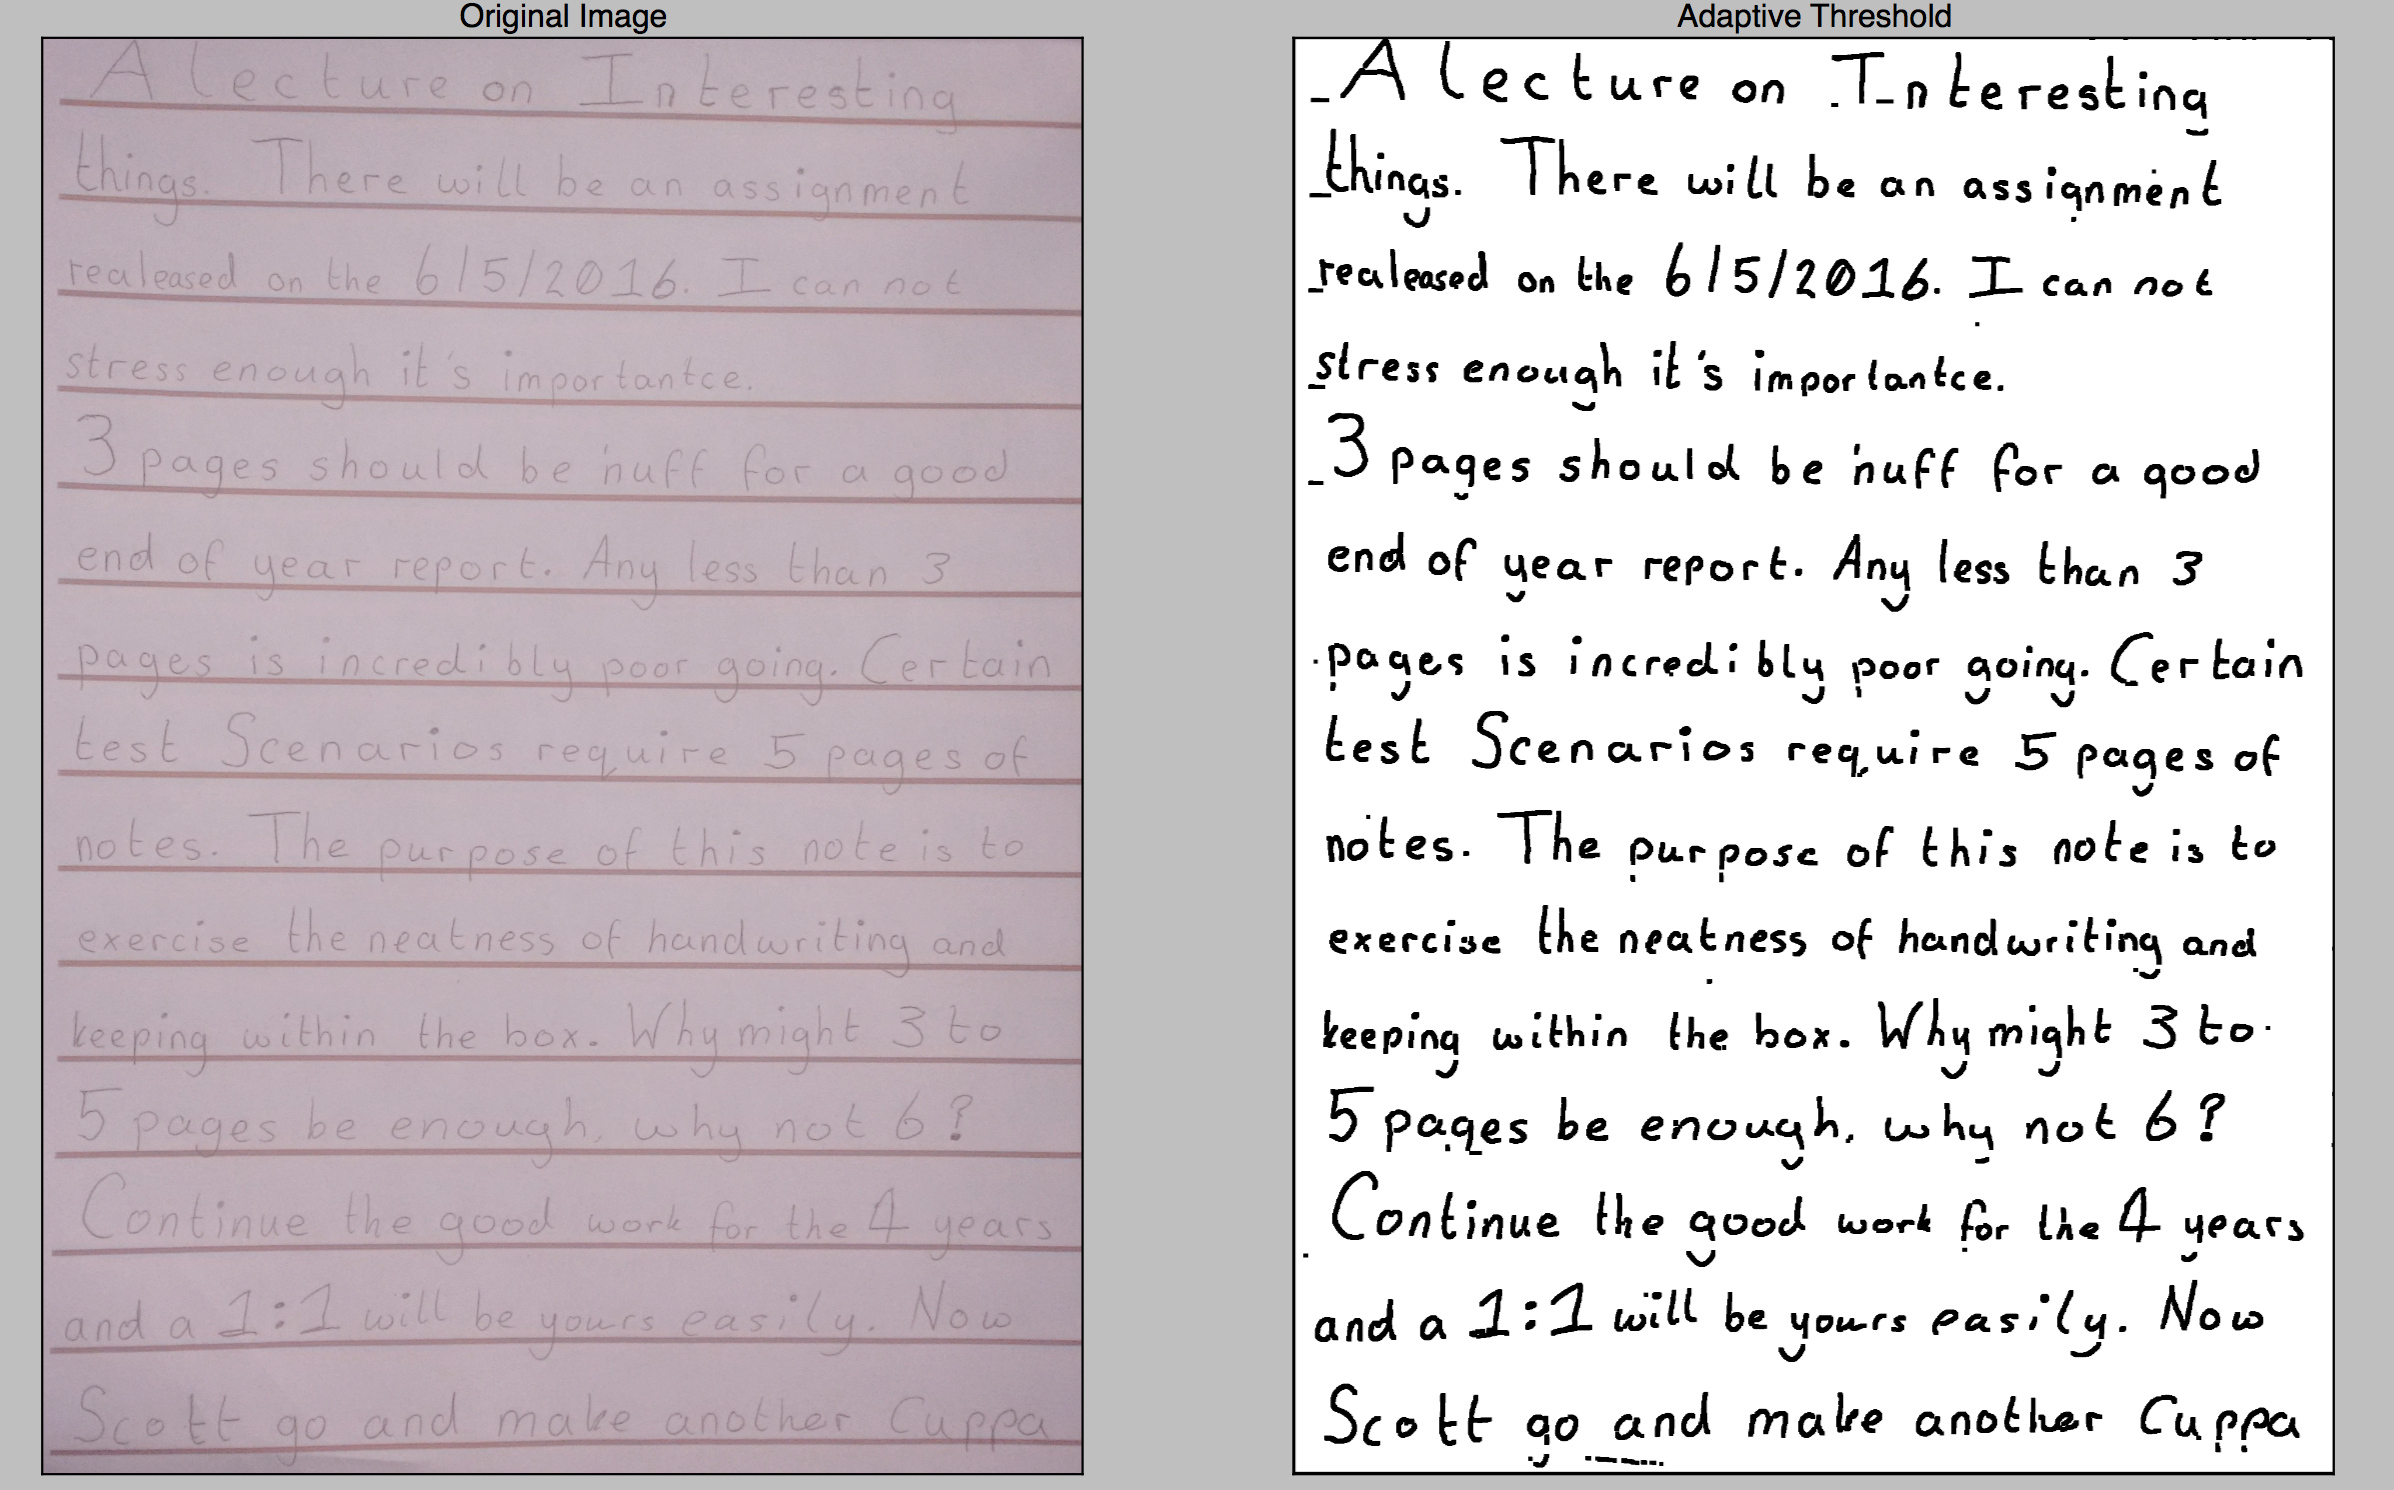 Original Image
A lecture on Interesting
things. There will be an assignment
realeased on the 6/5/2016. I can not
stress enough it's importantce.
3 pages should be 'nuff for a good
end of year report. Any less than 3
pages is incredibly poor going. Certain
test Scenarios require 5 pages of
notes. The purpose of this note is to
exercise the neatness of handwriting and
keeping within the box. Why might 3 to
5 pages be enough, why not 6?
Continue the good work for the 4 years
and a 1:1 will be yours easily. Now
Scott go and make another Cuppa
Adaptive Threshold
A lecture on Interesting
things. There will be an assignment
realeased on the 6/5/2016. I can not
stress enough it's importantce.
3 pages should be 'nuff for a good
end of year report. Any less than 3
pages is incredibly poor going. Certain
test Scenarios require 5 pages of
notes. The purpose of this note is to
exercise the neatness of handwriting and
keeping within the box. Why might 3 to
5 pages be enough, why not 6?
Continue the good work for the 4 years
and a 1:1 will be yours easily. Now
Scott go and make another Cuppa